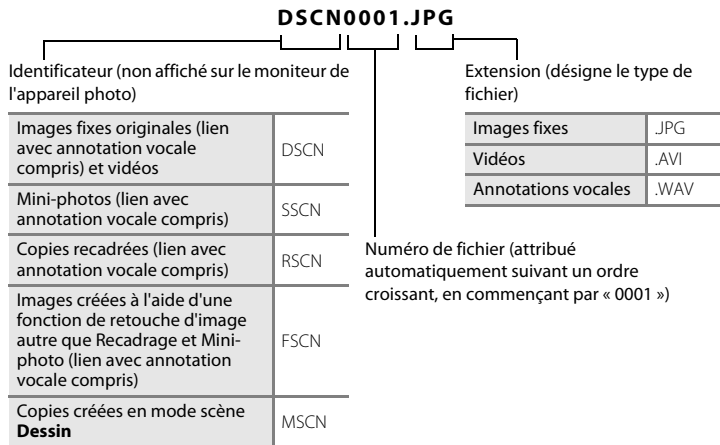 DSCN0001.JPG
Identificateur (non affiché sur le moniteur de
l'appareil photo)
Images fixes originales (lien
avec annotation vocale
compris) et vidéos
DSCN
Mini-photos (lien avec
annotation vocale compris)
SSCN
Copies recadrées (lien avec
annotation vocale compris)
RSCN
Images créées à l'aide d'une
fonction de retouche d'image
autre que Recadrage et Mini-
photo (lien avec annotation
vocale compris)
FSCN
Copies créées en mode scène
Dessin
MSCN
Extension (désigne le type de
fichier)
Images fixes
.JPG
Vidéos
.AVI
Annotations vocales
.WAV
Numéro de fichier (attribué
automatiquement suivant un ordre
croissant, en commençant par « 0001 »)